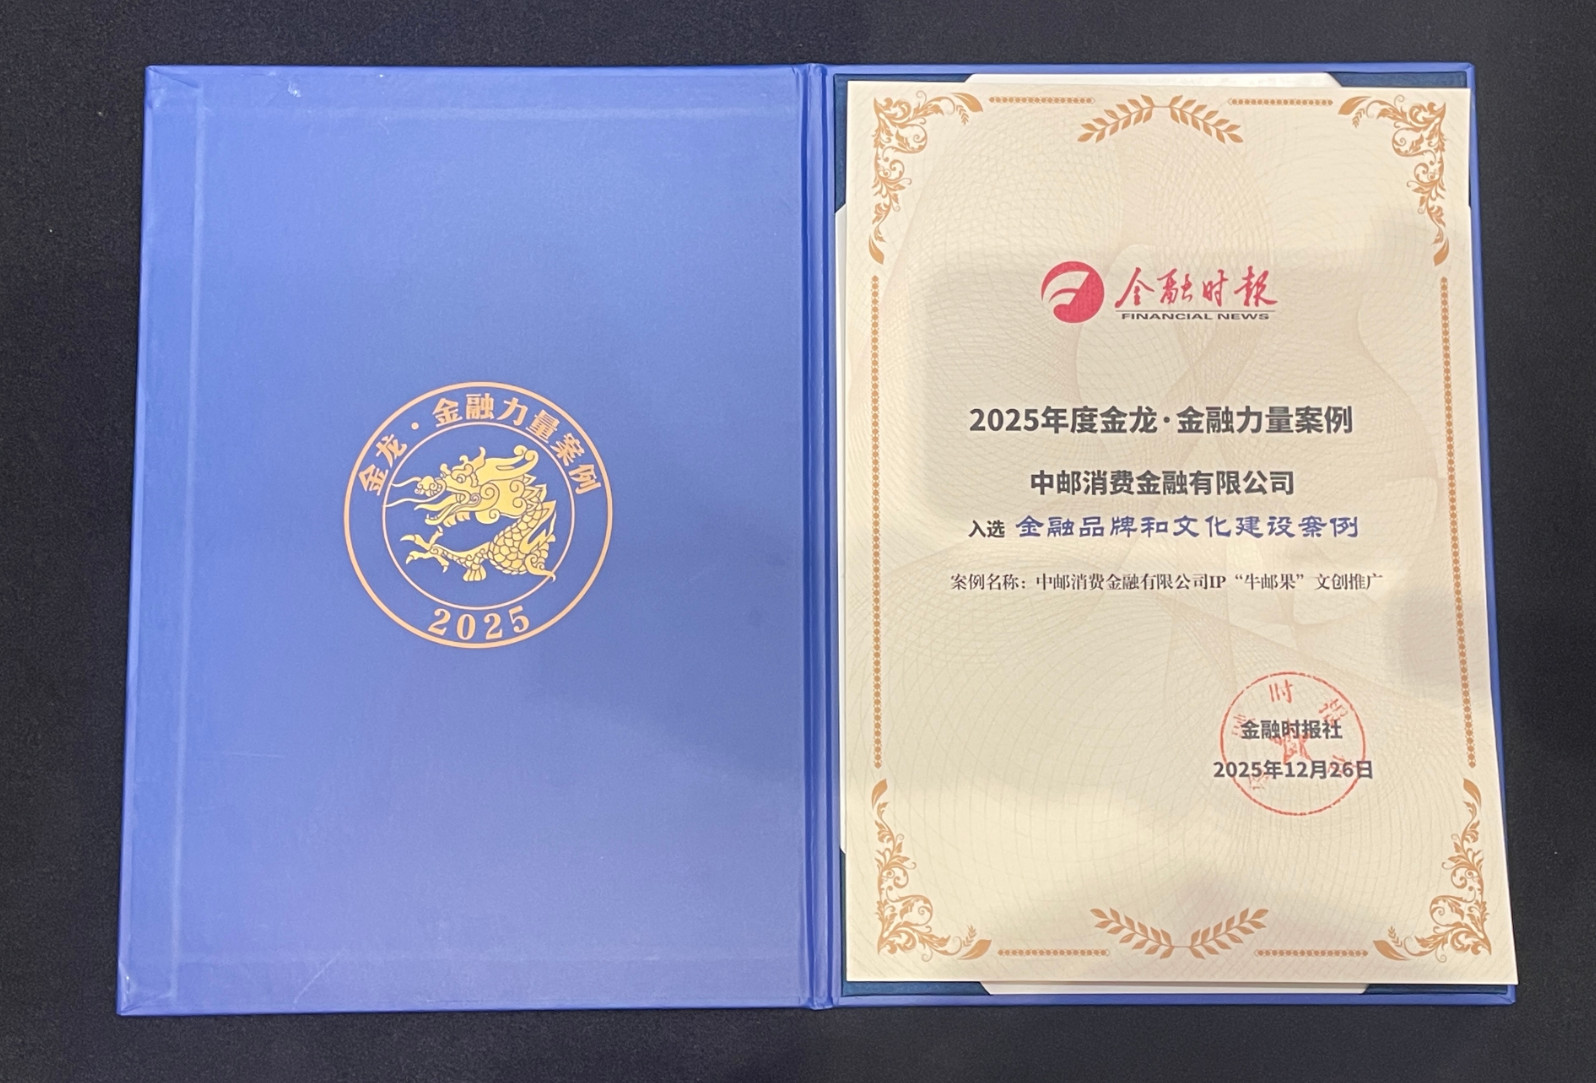 金龙·金融力量案例
2025
金融时报
FINANCIAL NEWS
2025年度金龙·金融力量案例
中邮消费金融有限公司
入选 金融品牌和文化建设案例
案例名称：中邮消费金融有限公司IP“牛邮果”文创推广
金融时报社
2025年12月26日